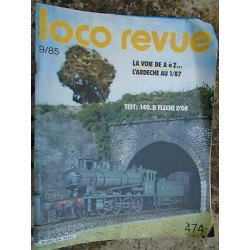 loco revue
9/85
LA VOIE DE A à Z...
L'ARDECHE AU 1/87
TEST: 140.B FLECHE D'OR
474